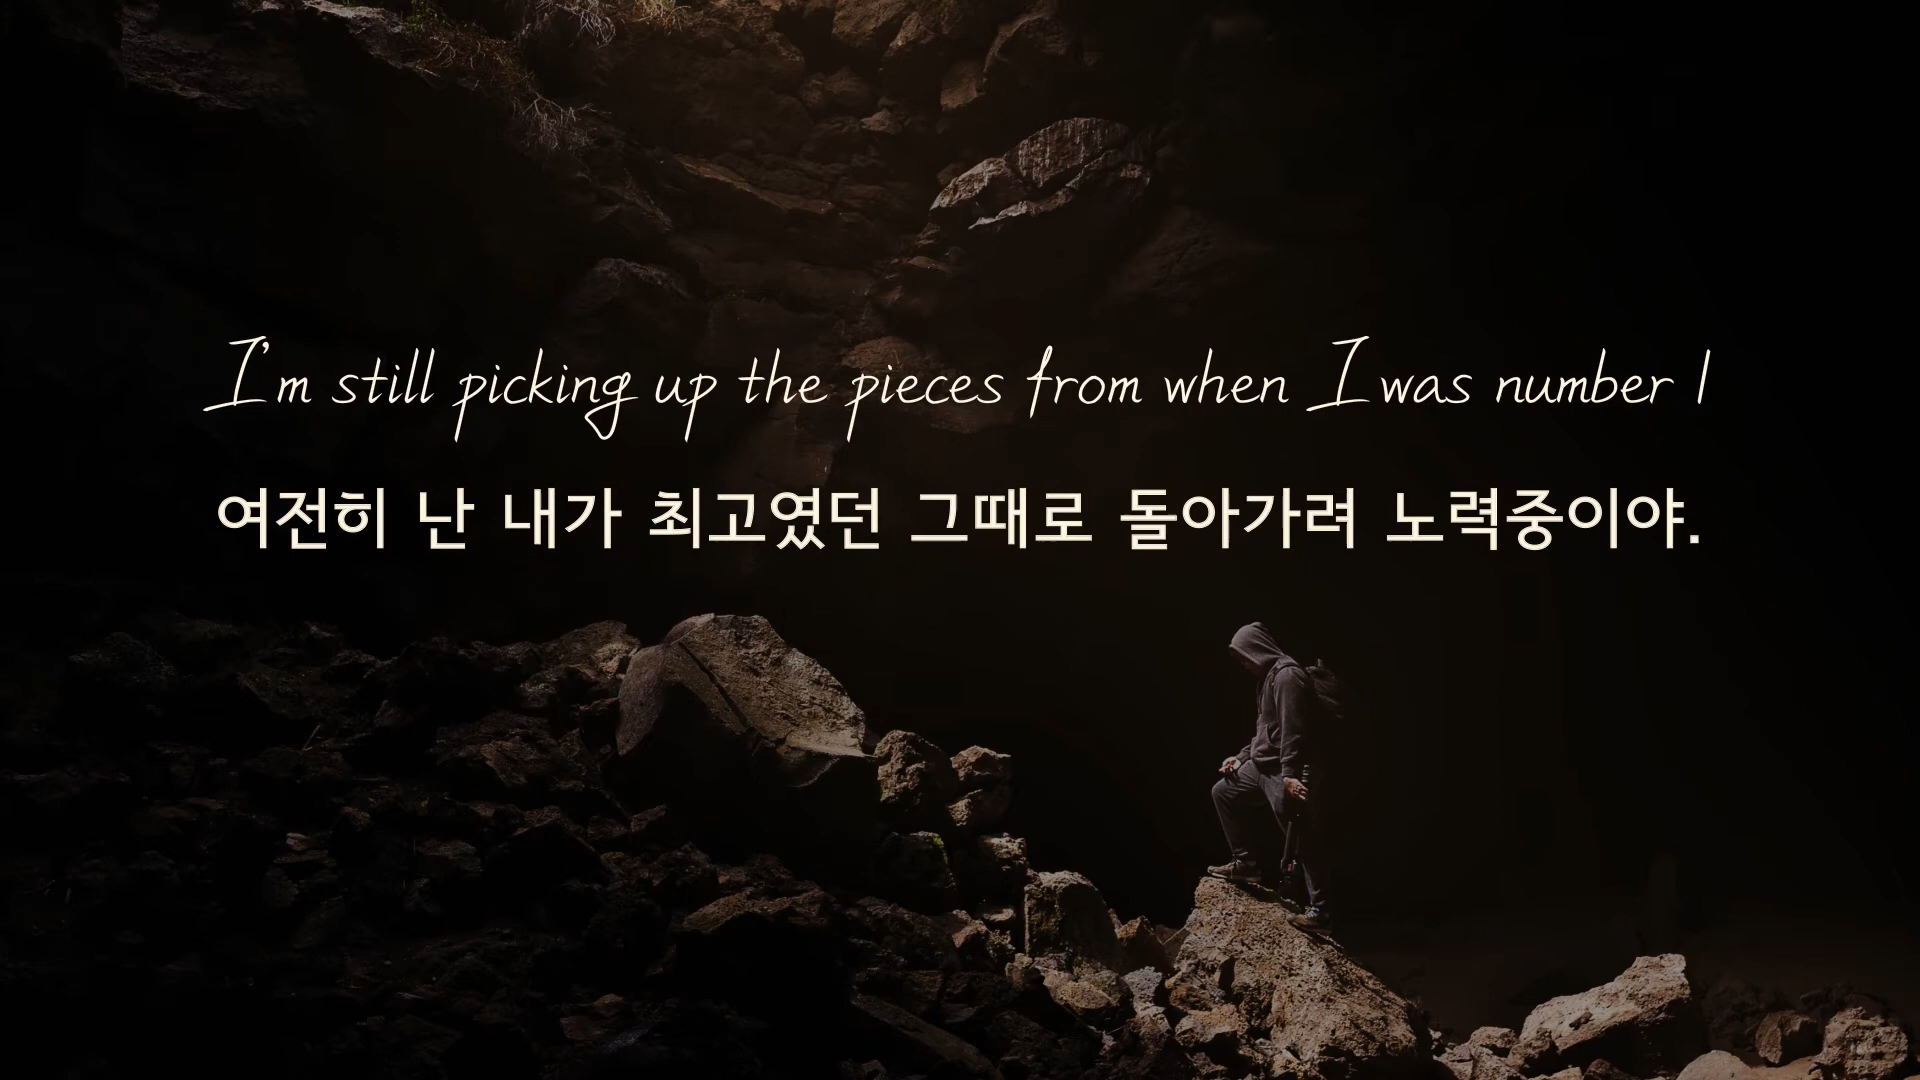 I'm still picking up the pieces from when I was number 1
여전히 난 내가 최고였던 그때로 돌아가려 노력중이야.